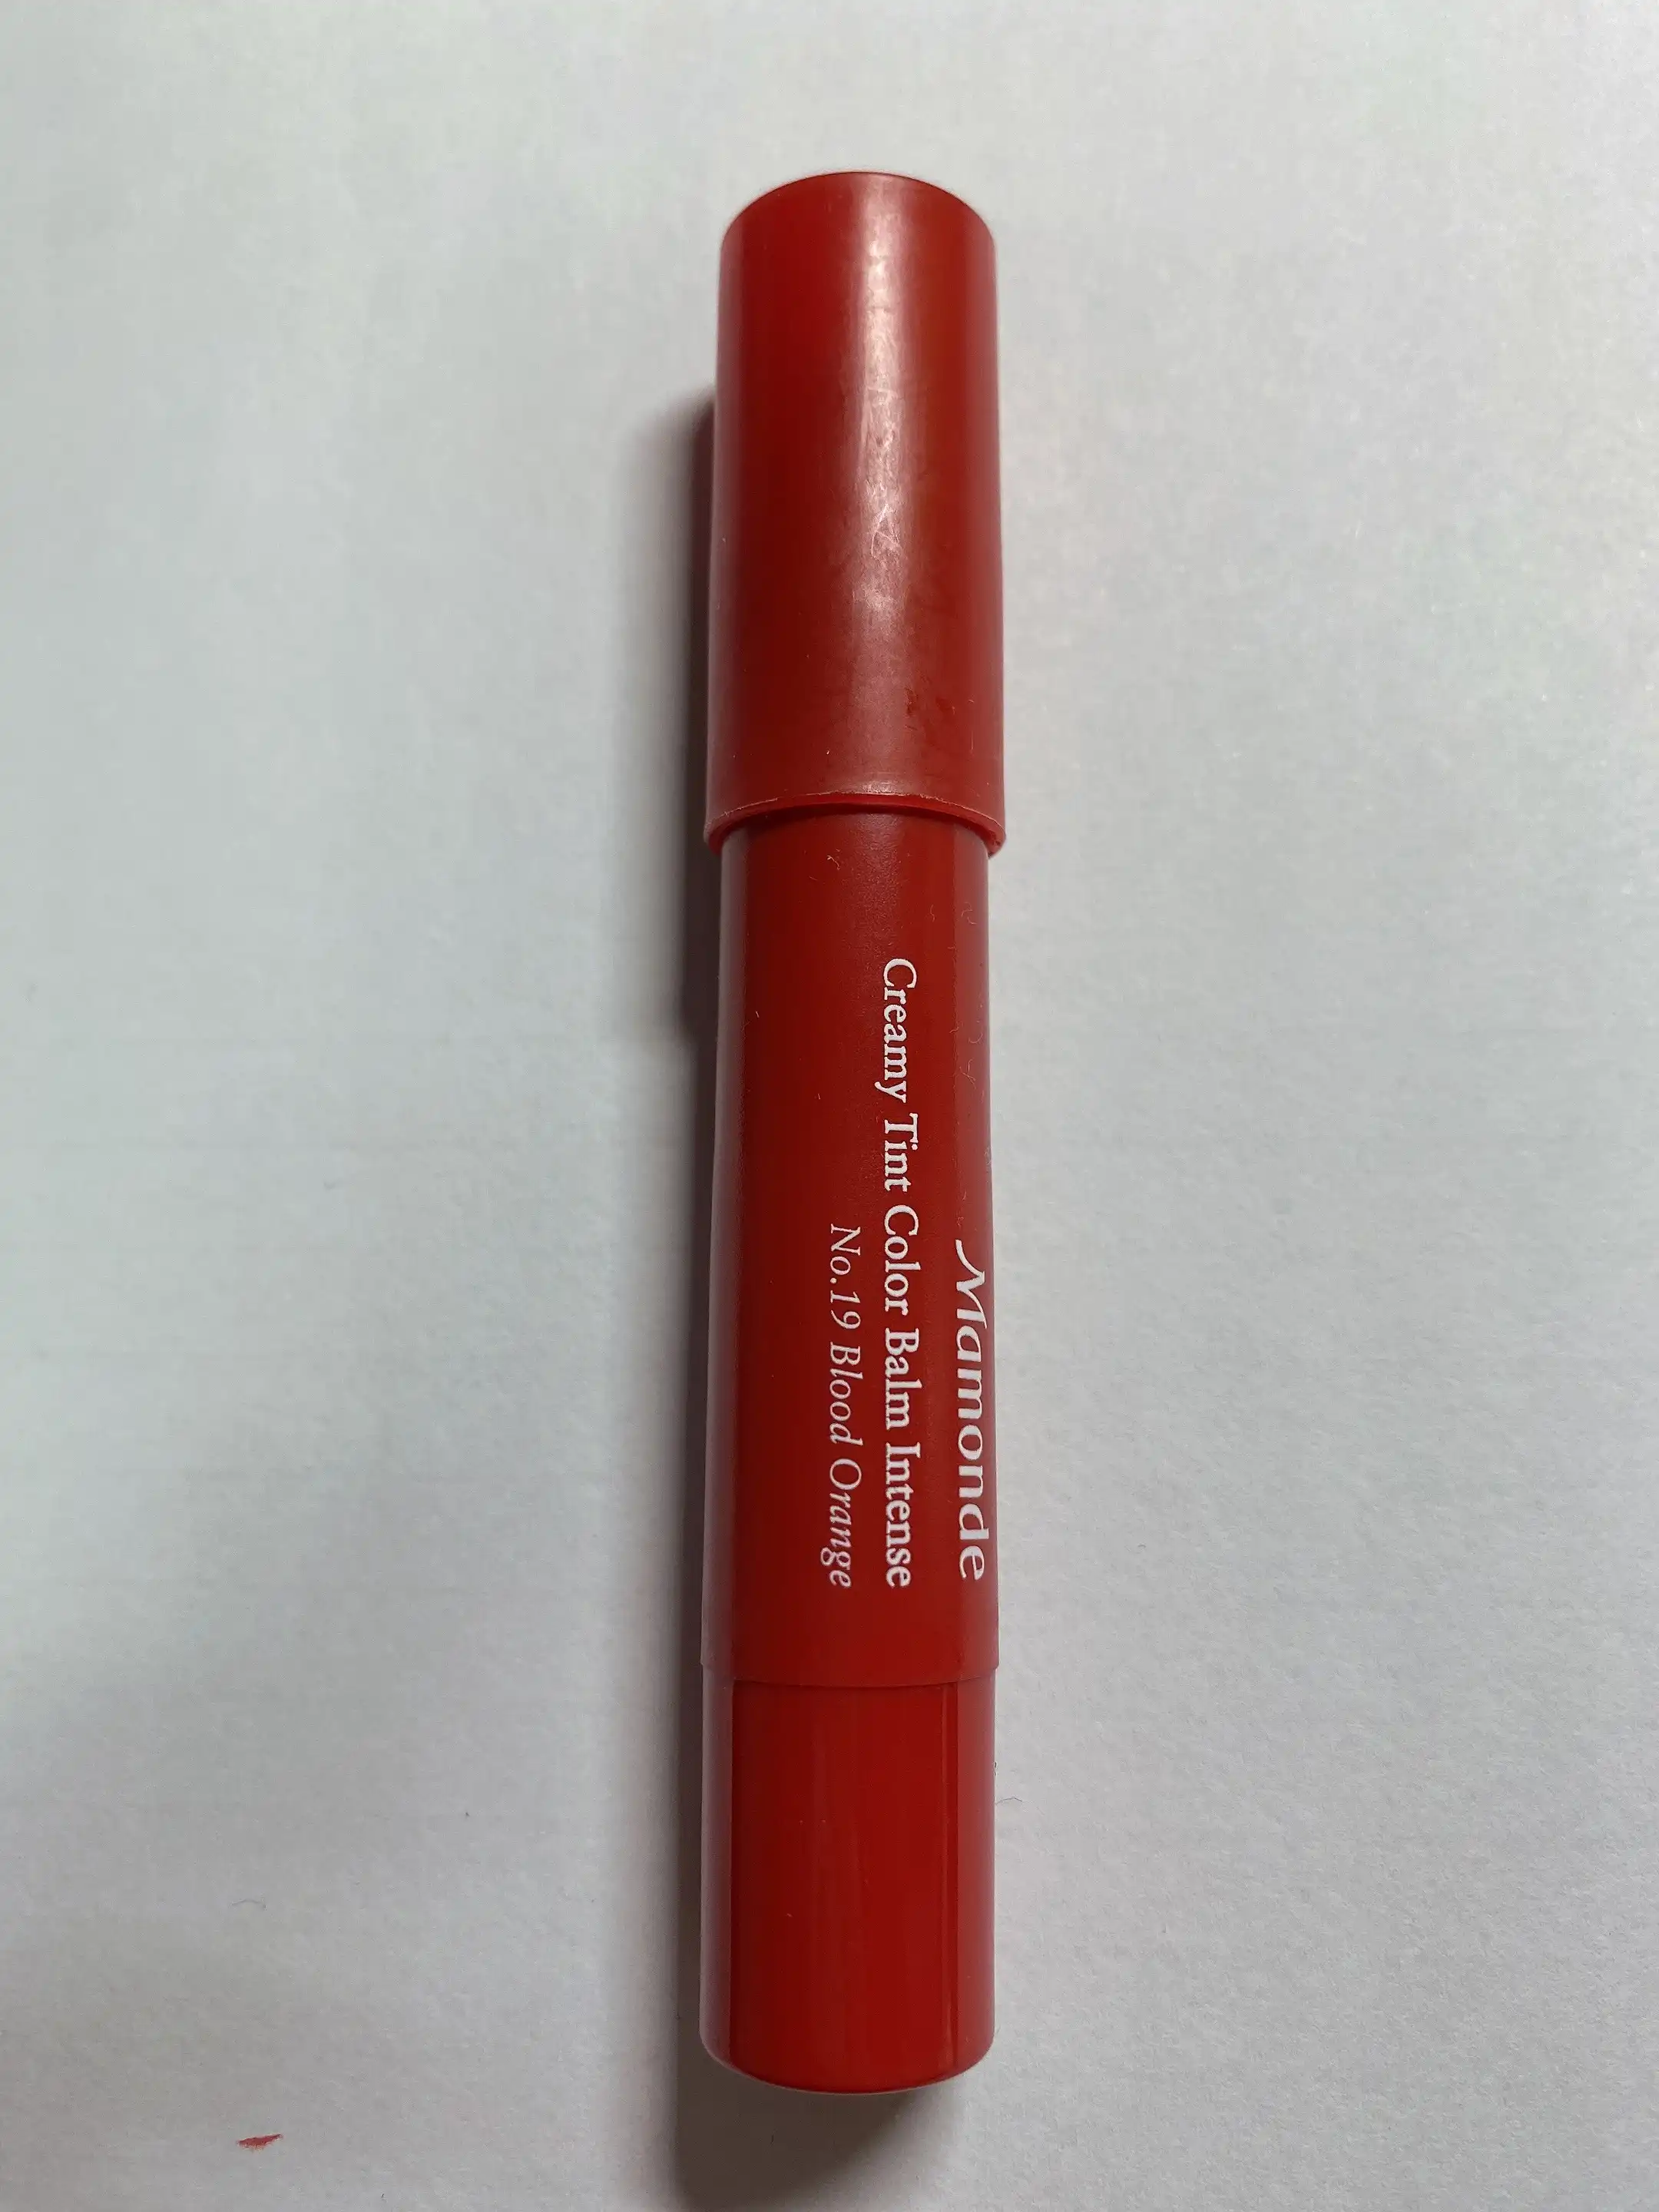 Mamonde
Creamy Tint Color Balm Intense
No.19 Blood Orange